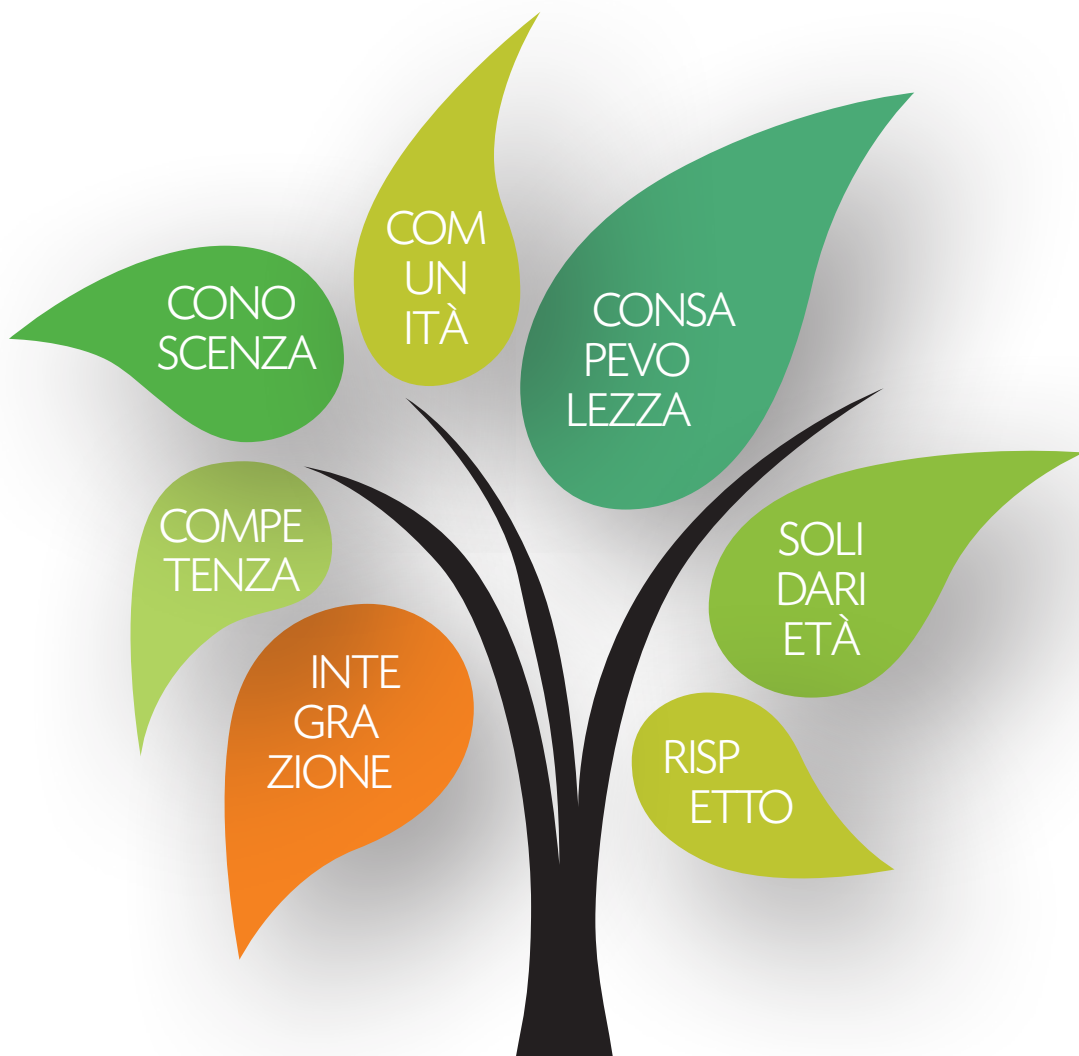 COM
UN
ITÀ
CONO
SCENZA
CONSA
PEVO
LEZZA
COMPE
TENZA
SOLI
DARI
ETÀ
INTE
GRA
ZIONE
RISP
ETTO